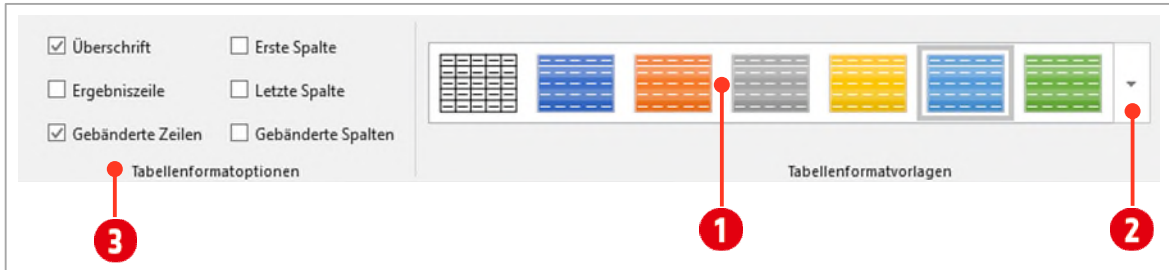 Überschrift
Erste Spalte
Ergebniszeile
Letzte Spalte
Gebänderte Zeilen
Gebänderte Spalten
Tabellenformatoptionen
Tabellenformatvorlagen
3
1
2